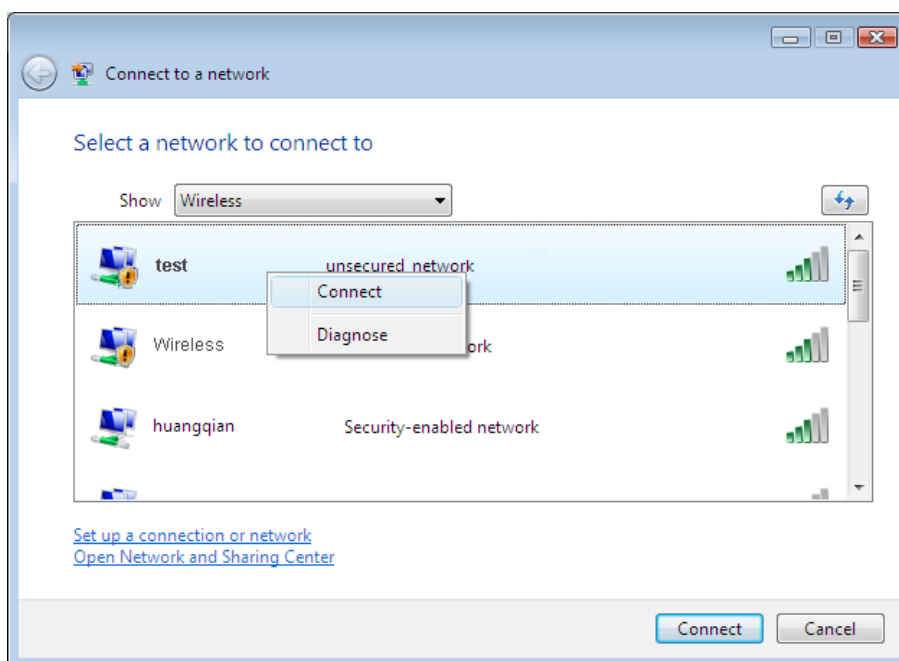 Connect to a network
Select a network to connect to
Show Wireless
test unsecured network
Connect
Diagnose
Wireless ork
huangqian Security-enabled network
Set up a connection or network
Open Network and Sharing Center
Connect Cancel